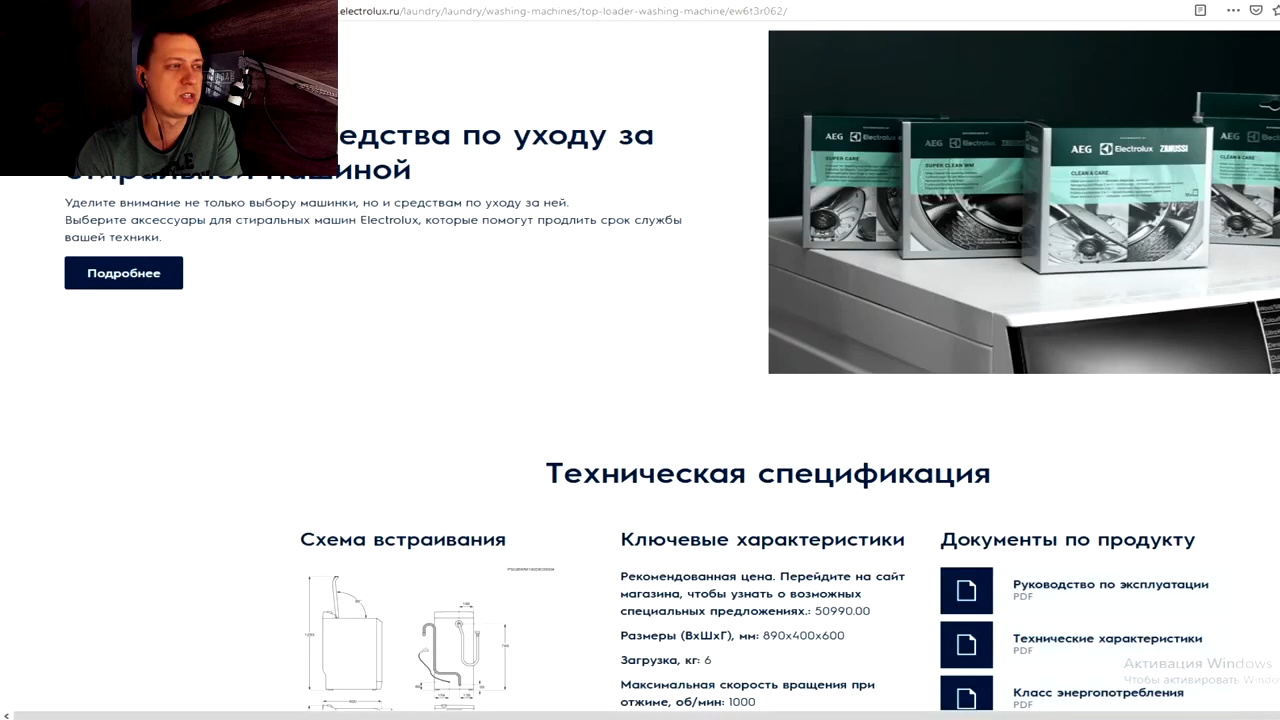 .electrolux.ru/laundry/laundry/washing-machines/top-loader-washing-machine/ew6t3r062/
едства по уходу за
иной
Уделите внимание не только выбору машинки, но и средствам по уходу за ней.
Выберите аксессуары для стиральных машин Electrolux, которые помогут продлить срок службы
вашей техники.
Подробнее
AEG Electrolux
SUPER CARE
AEG Electrolux
SUPER CLEAN WM
AEG Electrolux ZANUSSI
CLEAN & CARE
AEG Electrolux
CLEAN & CARE
Техническая спецификация
Схема встраивания
Ключевые характеристики
Рекомендованная цена. Перейдите на сайт
магазина, чтобы узнать о возможных
специальных предложениях.: 50990.00
Размеры (ВхШхГ), мм: 890x400x600
Загрузка, кг: 6
Максимальная скорость вращения при
отжиме, об/мин: 1000
Документы по продукту
Руководство по эксплуатации
PDF
Технические характеристики
PDF
Класс энергопотребления
PDF
Активация Windows
Чтобы активировать Windo